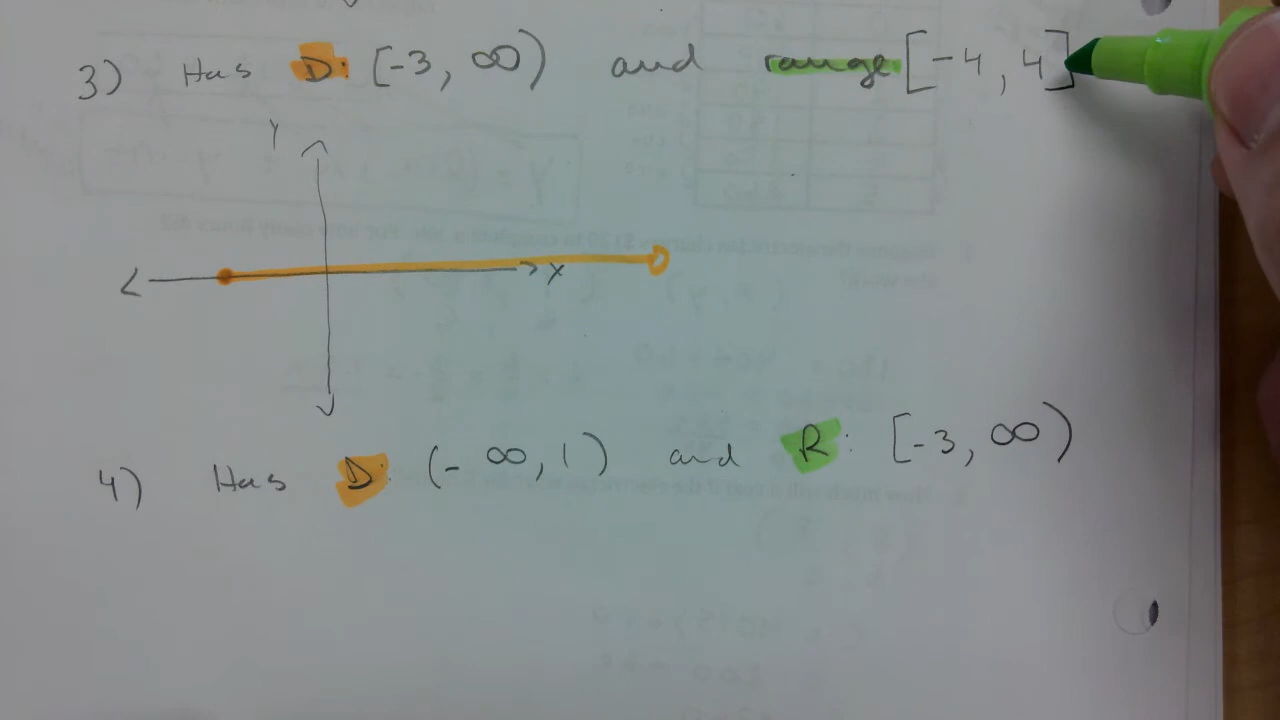 3) Has D: [-3, ∞) and range [-4, 4]
Y
X
4) Has D: (-∞, 1) and R: [-3, ∞)